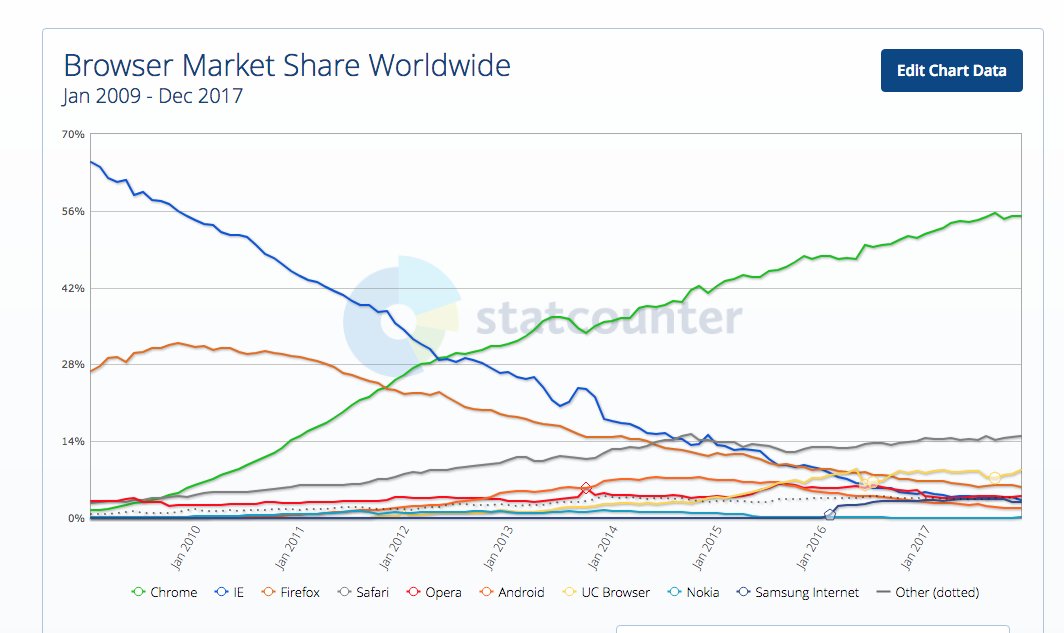 Browser Market Share Worldwide
Jan 2009 - Dec 2017
Edit Chart Data
70%
56%
42%
28%
14%
0%
statcounter
Jan 2010
Jan 2011
Jan 2012
Jan 2013
Jan 2014
Jan 2015
Jan 2016
Jan 2017
Chrome IE Firefox Safari Opera Android UC Browser Nokia Samsung Internet Other (dotted)